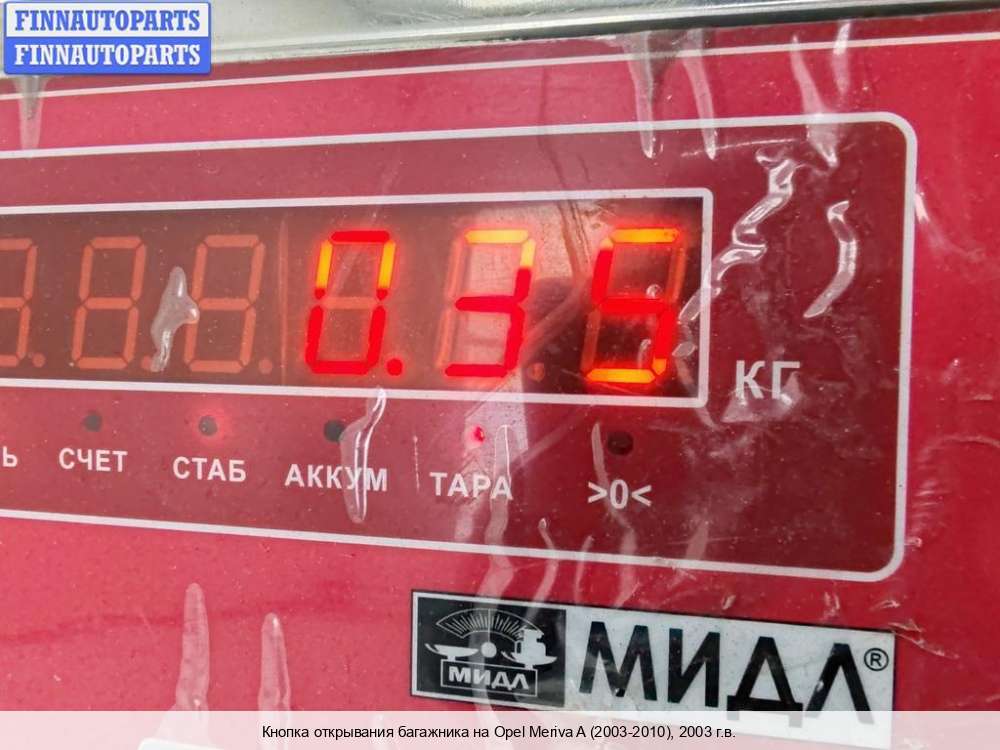 FINNAUTOPARTS
FINNAUTOPARTS
0.35
КГ
Ь СЧЕТ СТАБ АККУМ ТАРА >0<
МИДЛ МИДЛ®
Кнопка открывания багажника на Opel Meriva A (2003-2010), 2003 г.в.